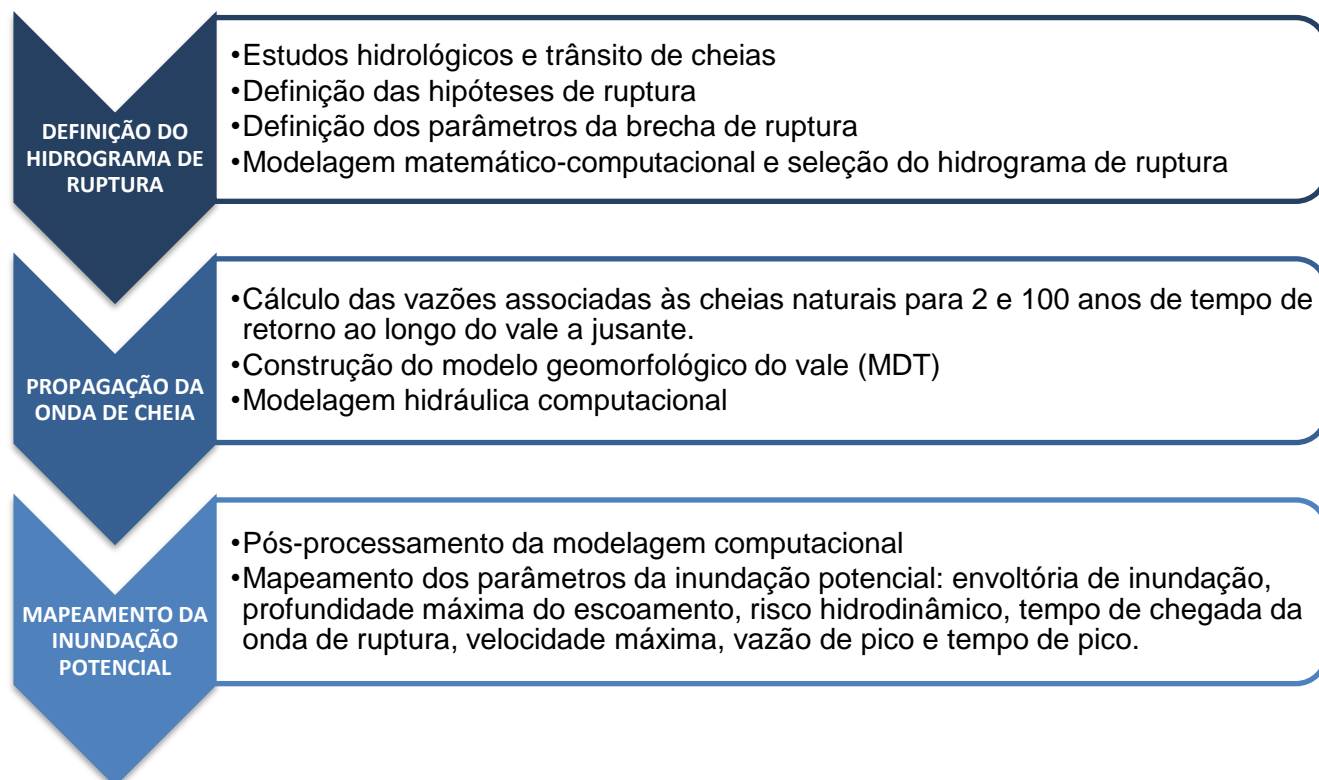 DEFINIÇÃO DO
HIDROGRAMA DE
RUPTURA
•Estudos hidrológicos e trânsito de cheias
•Definição das hipóteses de ruptura
•Definição dos parâmetros da brecha de ruptura
•Modelagem matemático-computacional e seleção do hidrograma de ruptura
PROPAGAÇÃO DA
ONDA DE CHEIA
•Cálculo das vazões associadas às cheias naturais para 2 e 100 anos de tempo de
retorno ao longo do vale a jusante.
•Construção do modelo geomorfológico do vale (MDT)
•Modelagem hidráulica computacional
MAPEAMENTO DA
INUNDAÇÃO
POTENCIAL
•Pós-processamento da modelagem computacional
•Mapeamento dos parâmetros da inundação potencial: envoltória de inundação,
profundidade máxima do escoamento, risco hidrodinâmico, tempo de chegada da
onda de ruptura, velocidade máxima, vazão de pico e tempo de pico.